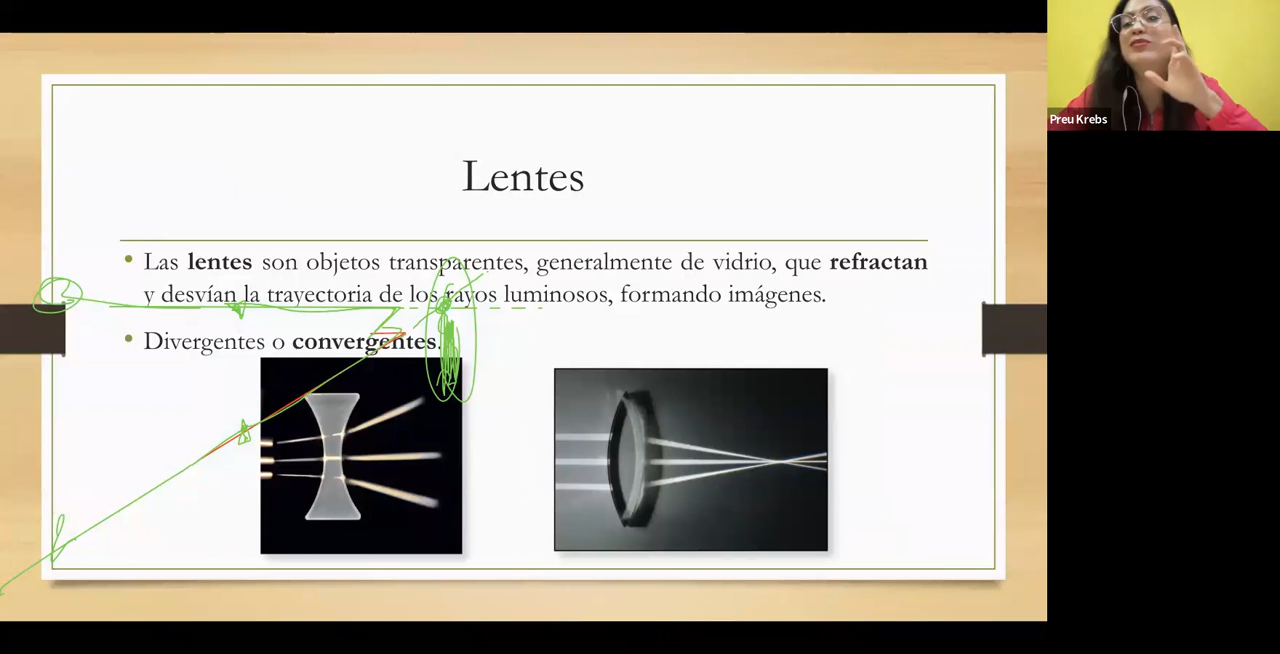 Lentes
• Las lentes son objetos transparentes, generalmente de vidrio, que refractan
y desvían la trayectoria de los rayos luminosos, formando imágenes.
• Divergentes o convergentes.
Preu Krebs